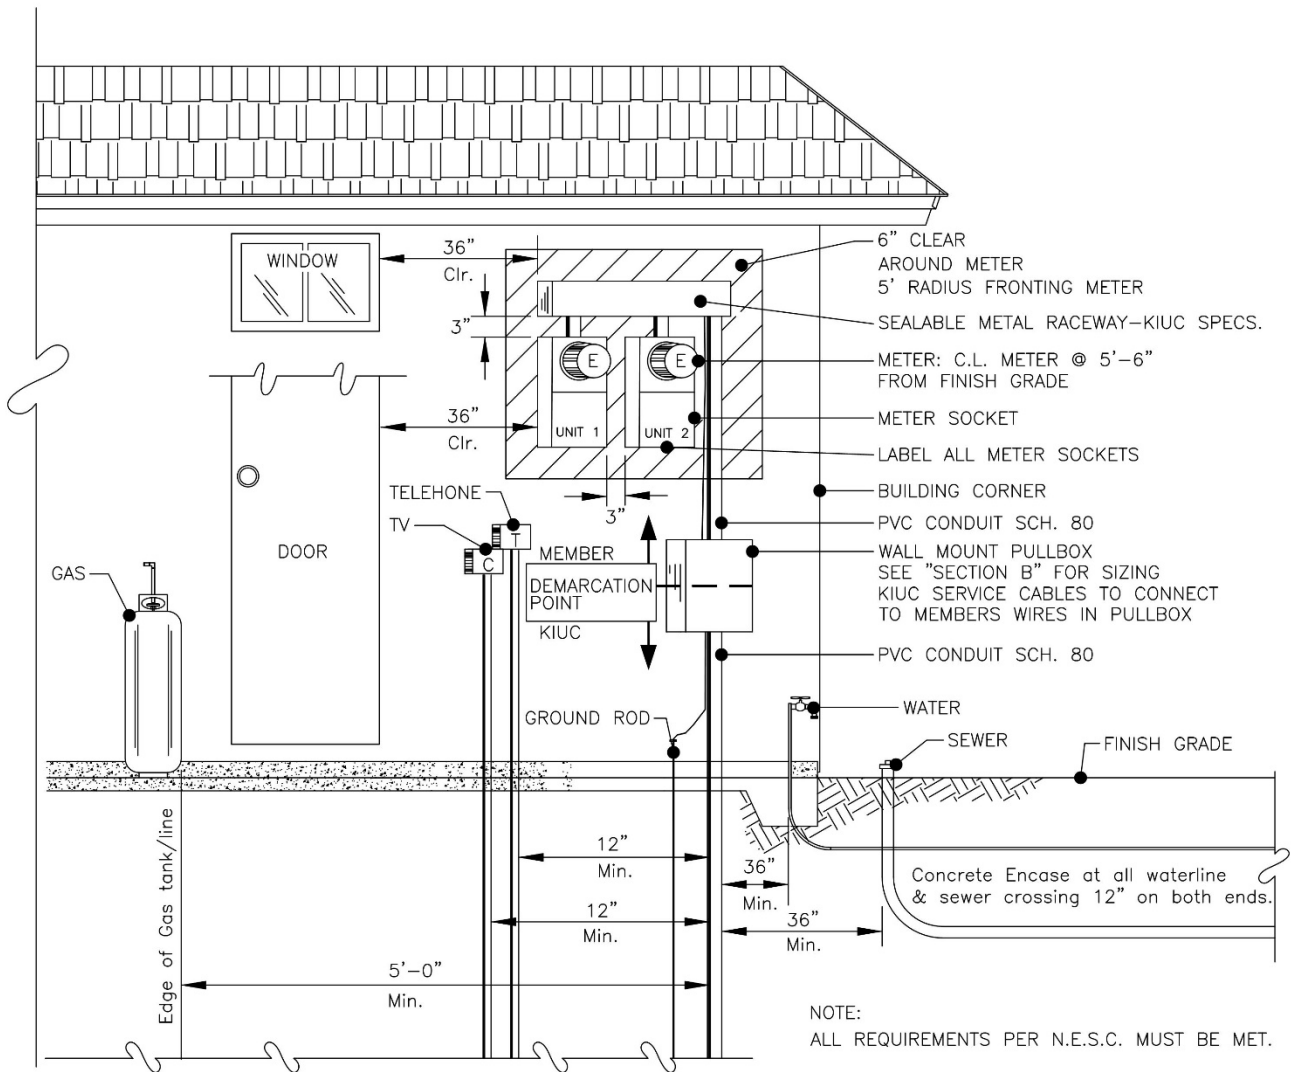 WINDOW
36"
Clr.
3"
6" CLEAR
AROUND METER
5' RADIUS FRONTING METER
SEALABLE METAL RACEWAY-KIUC SPECS.
E
E
METER: C.L. METER @ 5'-6"
FROM FINISH GRADE
36"
Clr.
UNIT 1
UNIT 2
METER SOCKET
LABEL ALL METER SOCKETS
BUILDING CORNER
3"
TELEHONE
TV
T
C
PVC CONDUIT SCH. 80
DOOR
MEMBER
DEMARCATION
POINT
KIUC
WALL MOUNT PULLBOX
SEE "SECTION B" FOR SIZING
KIUC SERVICE CABLES TO CONNECT
TO MEMBERS WIRES IN PULLBOX
GAS
PVC CONDUIT SCH. 80
GROUND ROD
WATER
SEWER
FINISH GRADE
Edge of Gas tank/line
12"
Min.
36"
Min.
12"
Min.
36"
Min.
Concrete Encase at all waterline
& sewer crossing 12" on both ends.
5'-0"
Min.
NOTE:
ALL REQUIREMENTS PER N.E.S.C. MUST BE MET.